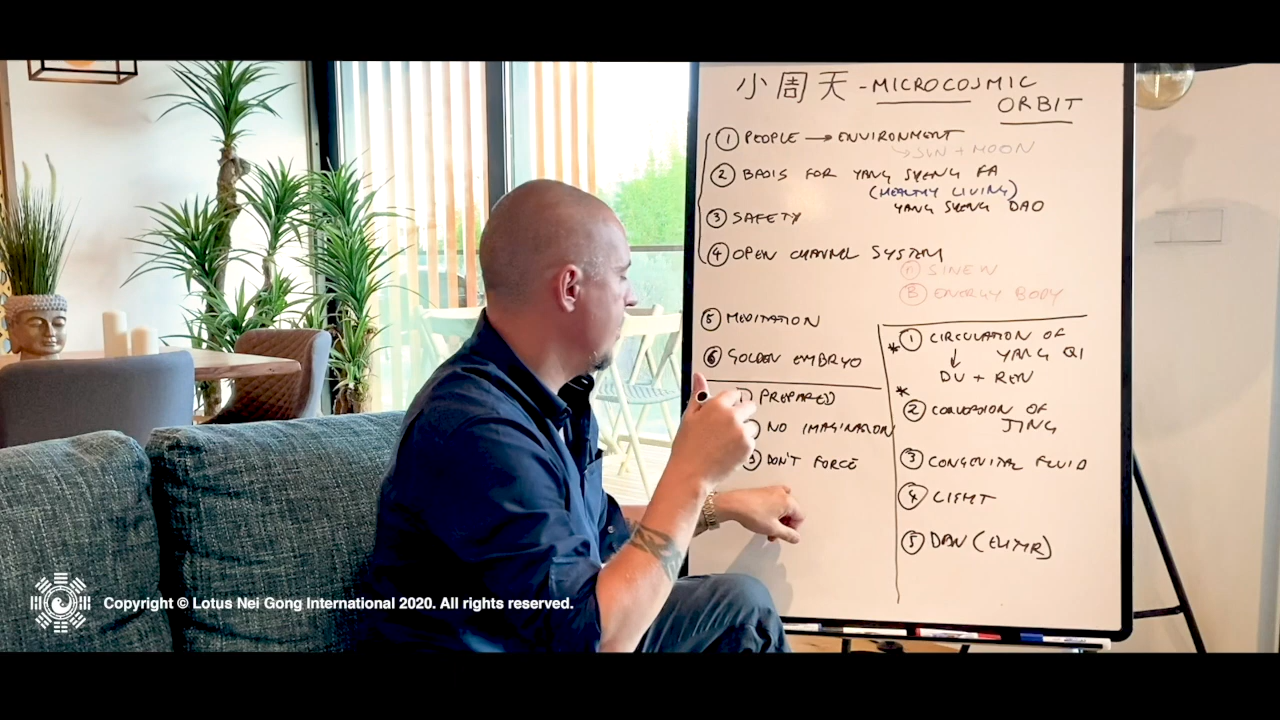 小周天 - MICROCOSMIC
ORBIT
① PEOPLE → ENVIRONMENT
↳ SUN + MOON
② BASIS FOR YANG SHENG FA
(HEALTHY LIVING)
YANG SHENG DAO
③ SAFETY
④ OPEN CHANNEL SYSTEM
Ⓐ SINEW
Ⓑ ENERGY BODY
⑤ MEDITATION
⑥ GOLDEN EMBRYO
PREPARED
NO IMAGINATION
DON'T FORCE
* ① CIRCULATION OF
YANG QI
↓
DU + REN
* ② CONVERSION OF
JING
③ CONGENITAL FLUID
④ LIGHT
⑤ DAN (ELIXIR)
Copyright © Lotus Nei Gong International 2020. All rights reserved.